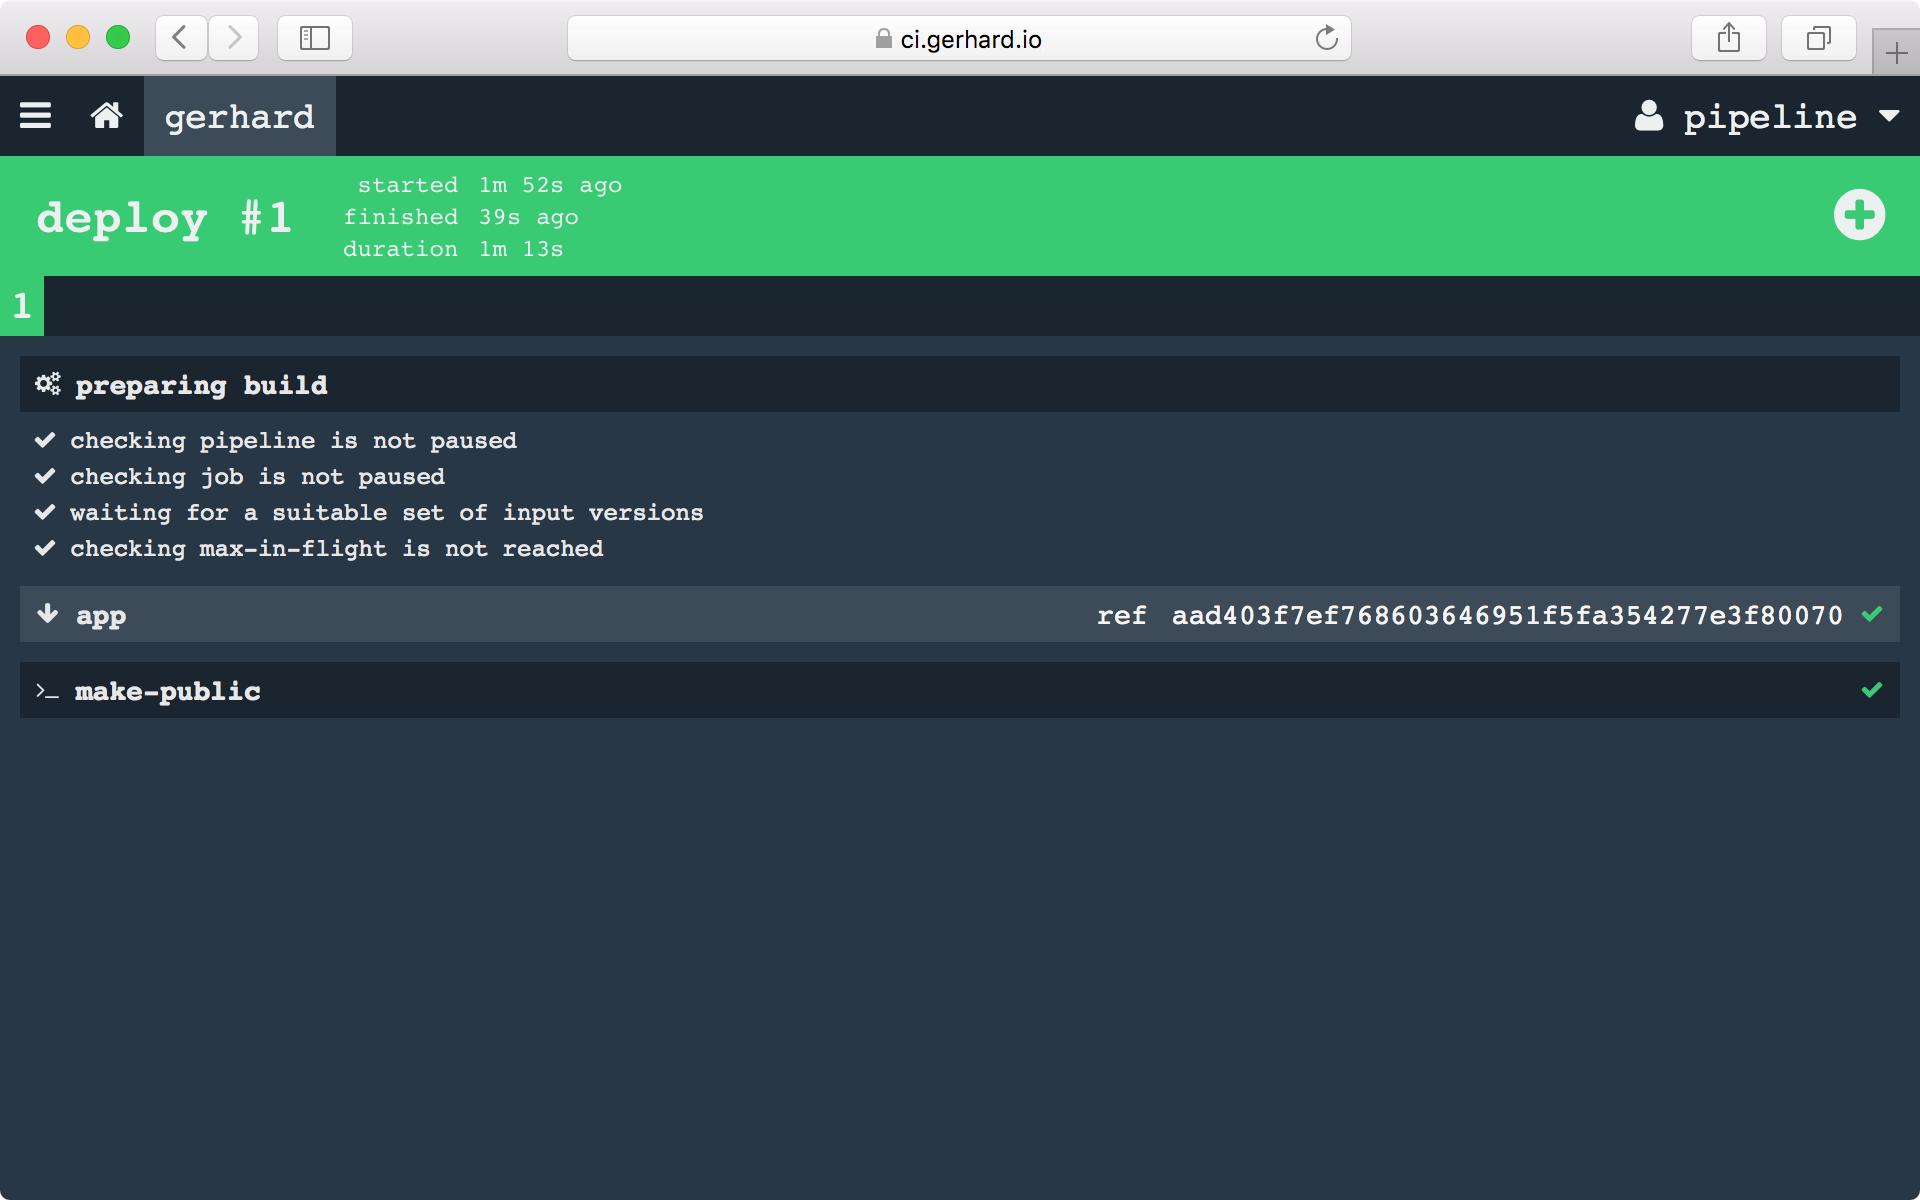 ci.gerhard.io
gerhard
pipeline
deploy #1
started 1m 52s ago
finished 39s ago
duration 1m 13s
1
preparing build
checking pipeline is not paused
checking job is not paused
waiting for a suitable set of input versions
checking max-in-flight is not reached
app ref aad403f7ef768603646951f5fa354277e3f80070
>_ make-public